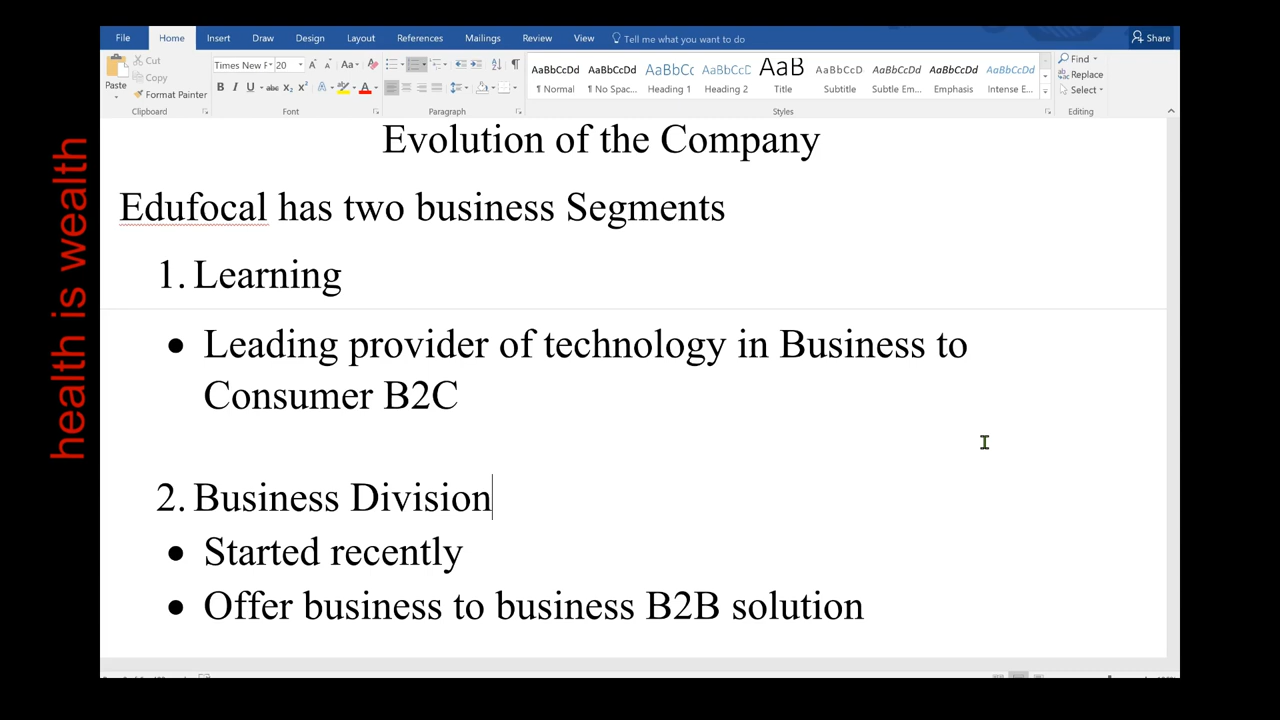 File Home Insert Draw Design Layout References Mailings Review View Tell me what you want to do Share
Paste Cut Copy Format Painter
Clipboard
Times New R 20
Font
Paragraph
AaBbCcDd AaBbCcDd AaBbCc AaBbCcD AaB AaBbCcD AaBbCcDd AaBbCcDd AaBbCcDd
¶ Normal ¶ No Spac... Heading 1 Heading 2 Title Subtitle Subtle Em... Emphasis Intense E...
Styles
Find
Replace
Select
Editing
health is wealth
Evolution of the Company
Edufocal has two business Segments
1. Learning
• Leading provider of technology in Business to
Consumer B2C
2. Business Division
• Started recently
• Offer business to business B2B solution